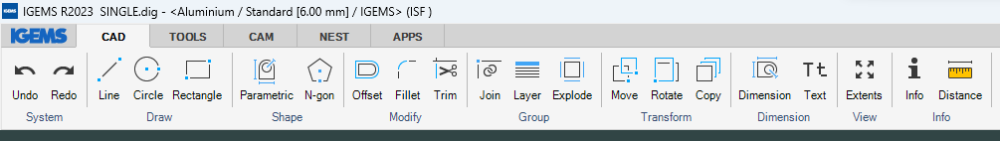 IGEMS R2023 SINGLE.dig - <Aluminium / Standard [6.00 mm] / IGEMS> (ISF )
IGEMS CAD TOOLS CAM NEST APPS
Undo Redo Line Circle Rectangle Parametric N-gon Offset Fillet Trim Join Layer Explode Move Rotate Copy Dimension Text Extents Info Distance
System Draw Shape Modify Group Transform Dimension View Info